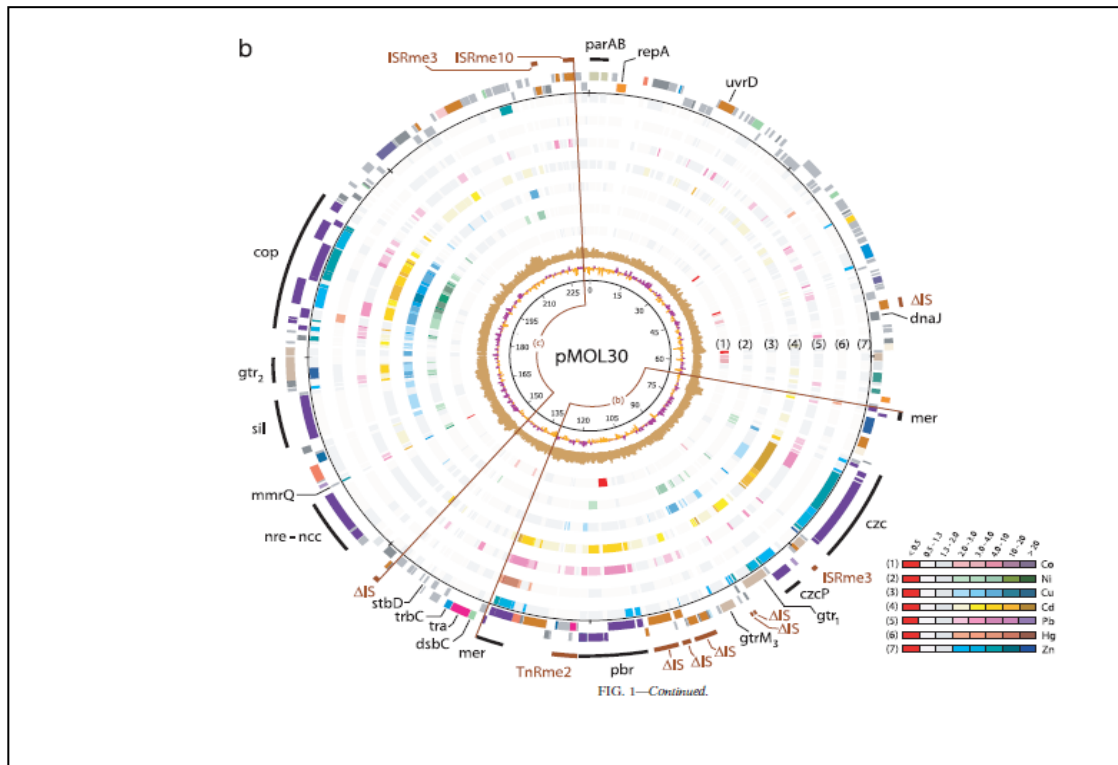 b
ISRme3
ISRme10
parAB
repA
uvrD
ΔIS
dnaJ
mer
czc
ISRme3
czcP
gtr1
ΔIS
ΔIS
gtrM3
ΔIS
ΔIS
ΔIS
pbr
TnRme2
mer
dsbC
tra
trbC
stbD
ΔIS
nre-ncc
mmrQ
sil
gtr2
cop
pMOL30
0
15
30
45
60
75
90
105
120
135
150
165
180
195
210
225
(c)
(b)
(1) (2) (3) (4) (5) (6) (7)
< 0.5
0.5 - 1.3
1.3 - 2.0
2.0 - 3.0
3.0 - 4.0
4.0 - 10
10 - 20
> 20
(1) Co
(2) Ni
(3) Cu
(4) Cd
(5) Pb
(6) Hg
(7) Zn
FIG. 1—Continued.